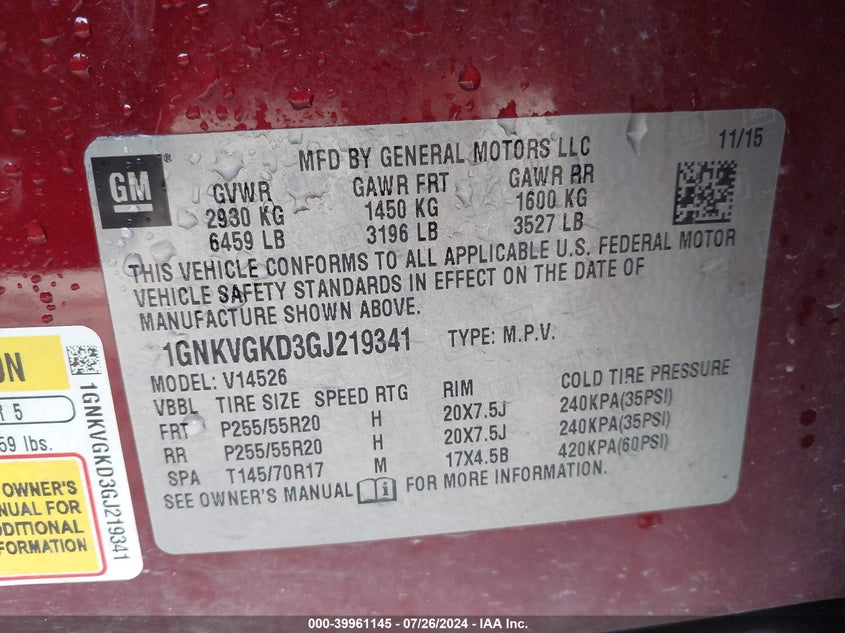 MFD BY GENERAL MOTORS LLC 11/15
GM ®
GVWR GAWR FRT GAWR RR
2930 KG 1450 KG 1600 KG
6459 LB 3196 LB 3527 LB
THIS VEHICLE CONFORMS TO ALL APPLICABLE U.S. FEDERAL MOTOR
VEHICLE SAFETY STANDARDS IN EFFECT ON THE DATE OF
MANUFACTURE SHOWN ABOVE.
1GNKVGKD3GJ219341 TYPE: M.P.V.
MODEL: V14526
VBBL TIRE SIZE SPEED RTG RIM COLD TIRE PRESSURE
FRT P255/55R20 H 20X7.5J 240KPA(35PSI)
RR P255/55R20 H 20X7.5J 240KPA(35PSI)
SPA T145/70R17 M 17X4.5B 420KPA(60PSI)
SEE OWNER'S MANUAL i FOR MORE INFORMATION.
ON
R 5
59 lbs.
OWNER'S
NUAL FOR
DDITIONAL
FORMATION
1GNKVGKD3GJ219341
000-39961145 - 07/26/2024 - IAA Inc.